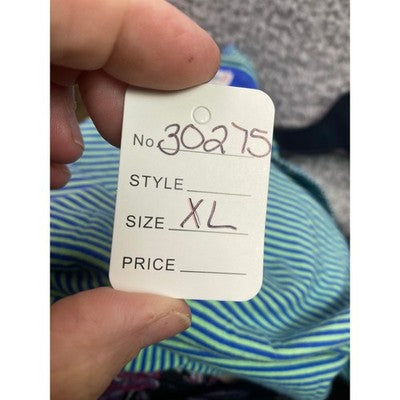 No. 30275
STYLE
SIZE XL
PRICE